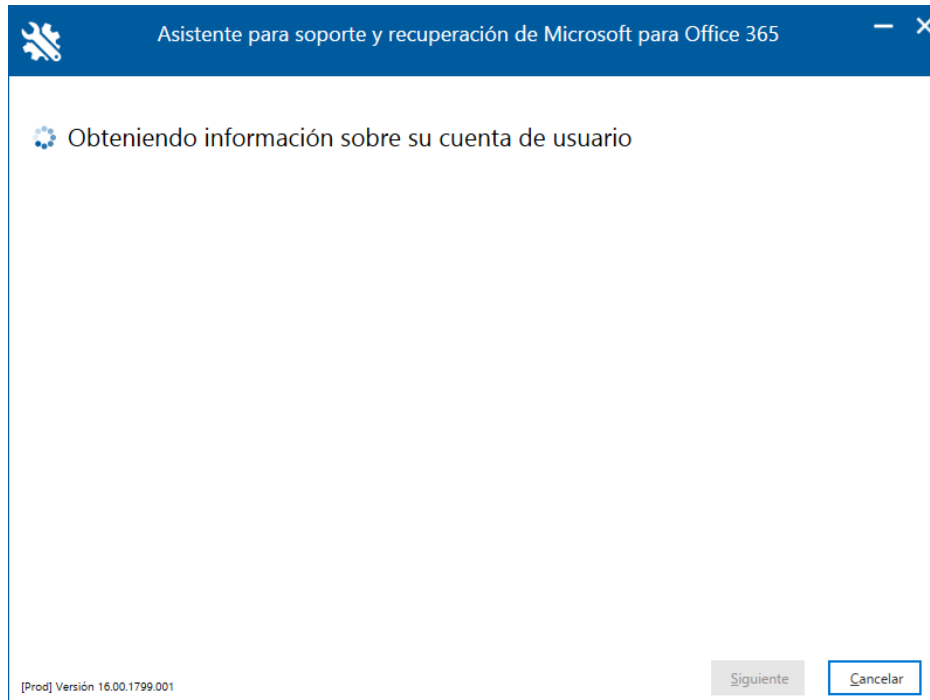 Asistente para soporte y recuperación de Microsoft para Office 365
Obteniendo información sobre su cuenta de usuario
[Prod] Versión 16.00.1799.001
Siguiente
Cancelar